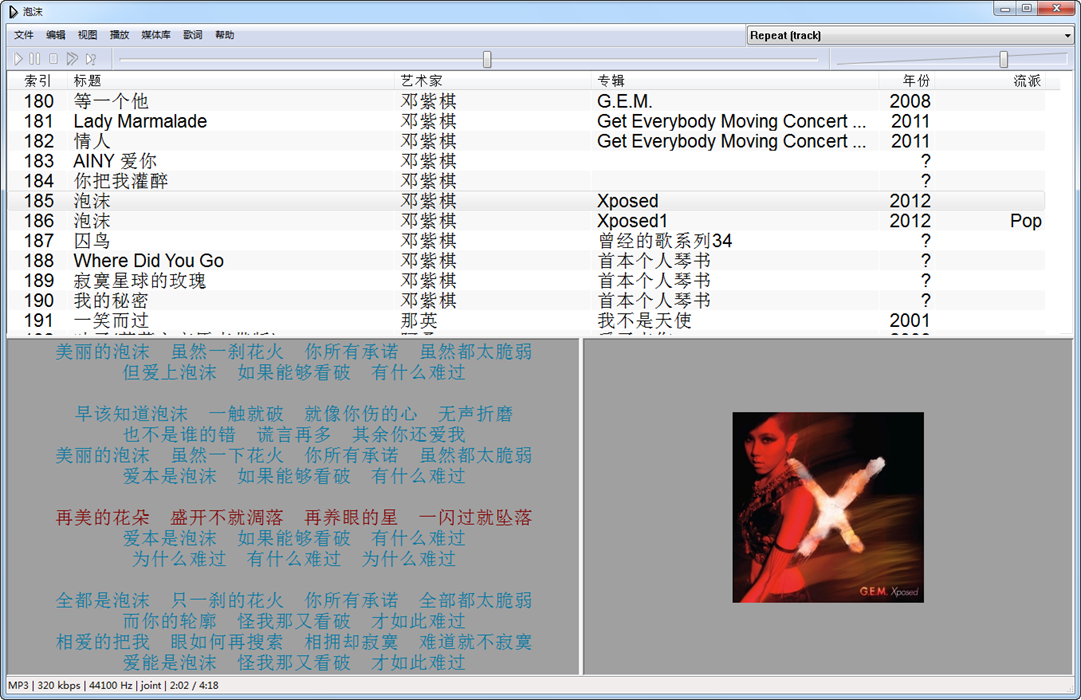 泡沫
文件 编辑 视图 播放 媒体库 歌词 帮助 Repeat (track)
索引 标题 艺术家 专辑 年份 流派
180 等一个他 邓紫棋 G.E.M. 2008
181 Lady Marmalade 邓紫棋 Get Everybody Moving Concert ... 2011
182 情人 邓紫棋 Get Everybody Moving Concert ... 2011
183 AINY 爱你 邓紫棋 ?
184 你把我灌醉 邓紫棋 ?
185 泡沫 邓紫棋 Xposed 2012
186 泡沫 邓紫棋 Xposed1 2012 Pop
187 囚鸟 邓紫棋 曾经的歌系列34 ?
188 Where Did You Go 邓紫棋 首本个人琴书 ?
189 寂寞星球的玫瑰 邓紫棋 首本个人琴书 ?
190 我的秘密 邓紫棋 首本个人琴书 ?
191 一笑而过 那英 我不是天使 2001
美丽的泡沫 虽然一刹花火 你所有承诺 虽然都太脆弱
但爱上泡沫 如果能够看破 有什么难过
早该知道泡沫 一触就破 就像你伤的心 无声折磨
也不是谁的错 谎言再多 其余你还爱我
美丽的泡沫 虽然一下花火 你所有承诺 虽然都太脆弱
爱本是泡沫 如果能够看破 有什么难过
再美的花朵 盛开不就凋落 再养眼的星 一闪过就坠落
爱本是泡沫 如果能够看破 有什么难过
为什么难过 有什么难过 为什么难过
全都是泡沫 只一刹的花火 你所有承诺 全部都太脆弱
而你的轮廓 怪我那又看破 才如此难过
相爱的把我 眼如何再搜索 相拥却寂寞 难道就不寂寞
爱能是泡沫 怪我那又看破 才如此难过
G.E.M. Xposed
MP3 | 320 kbps | 44100 Hz | joint | 2:02 / 4:18